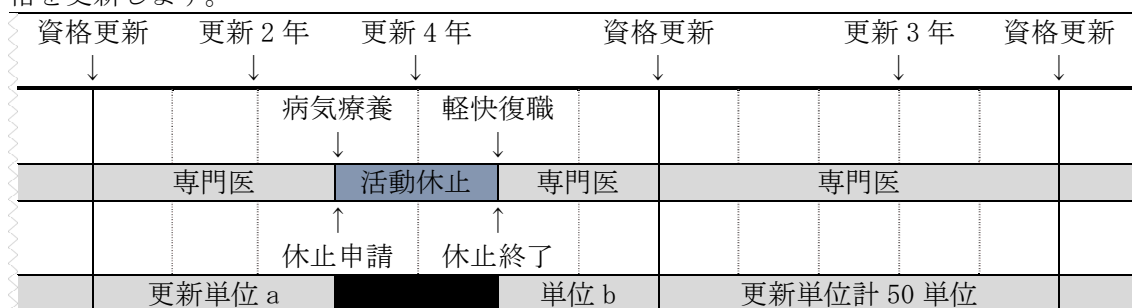 格を更新します。
資格更新 更新２年 更新４年 資格更新 更新３年 資格更新
↓ ↓ ↓ ↓ ↓ ↓
病気療養 軽快復職
↓ ↓
専門医 活動休止 専門医 専門医
↑ ↑
休止申請 休止終了
更新単位 a 単位 b 更新単位計 50 単位